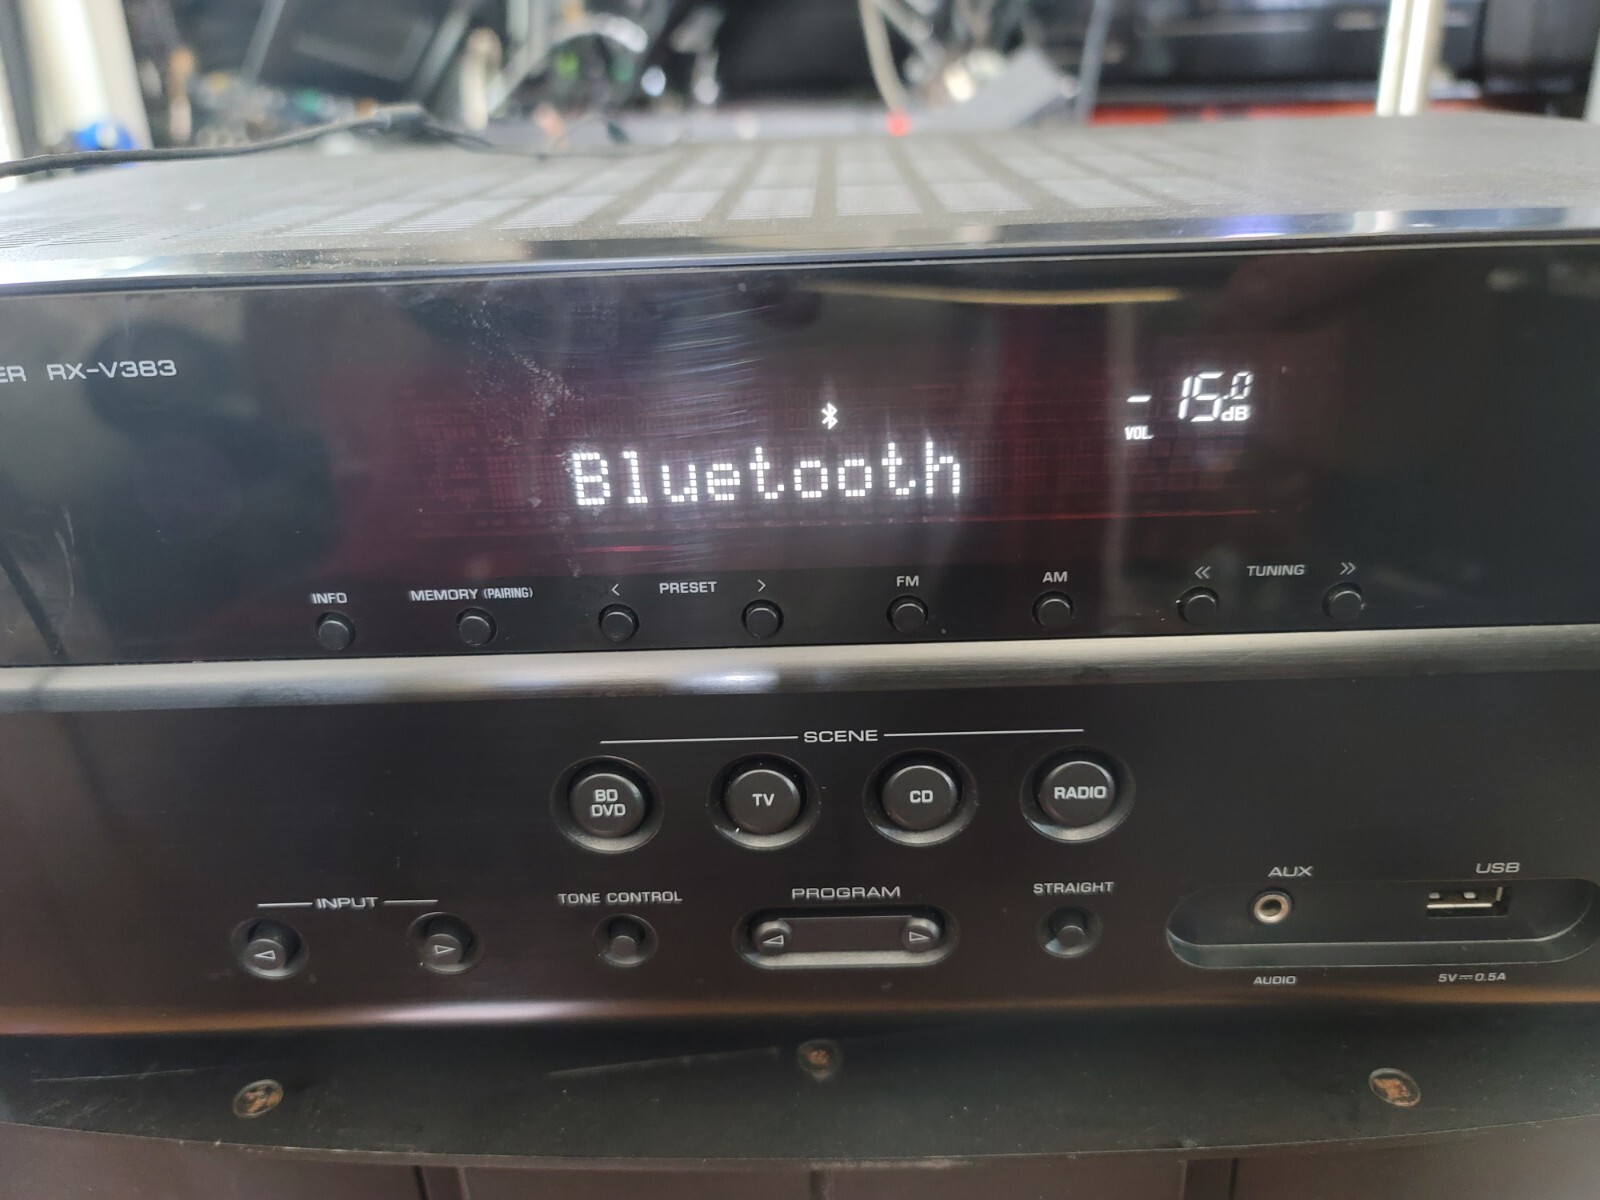 ER RX-V383
- 15.0
dB
VOL.
Bluetooth
INFO
MEMORY (PAIRING)
< PRESET >
FM
AM
<< TUNING >>
SCENE
BD
DVD
TV
CD
RADIO
INPUT
TONE CONTROL
PROGRAM
STRAIGHT
AUX
USB
AUDIO
5V⎓0.5A